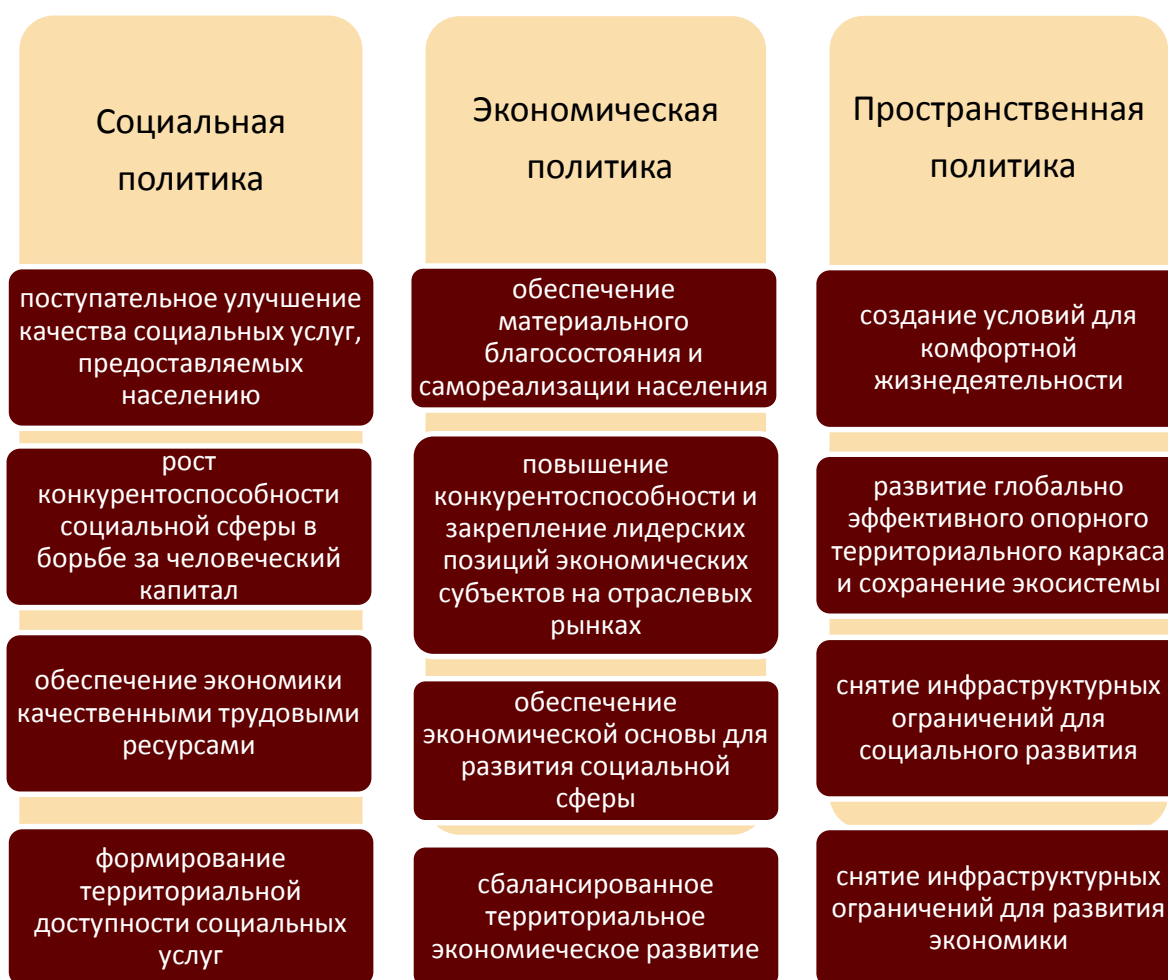 Социальная
политика
поступательное улучшение
качества социальных услуг,
предоставляемых
населению
рост
конкурентоспособности
социальной сферы в
борьбе за человеческий
капитал
обеспечение экономики
качественными трудовыми
ресурсами
формирование
территориальной
доступности социальных
услуг
Экономическая
политика
обеспечение
материального
благосостояния и
самореализации населения
повышение
конкурентоспособности и
закрепление лидерских
позиций экономических
субъектов на отраслевых
рынках
обеспечение
экономической основы для
развития социальной
сферы
сбалансированное
территориальное
экономиеческое развитие
Пространственная
политика
создание условий для
комфортной
жизнедеятельности
развитие глобально
эффективного опорного
территориального каркаса
и сохранение экосистемы
снятие инфраструктурных
ограничений для
социального развития
снятие инфраструктурных
ограничений для развития
экономики